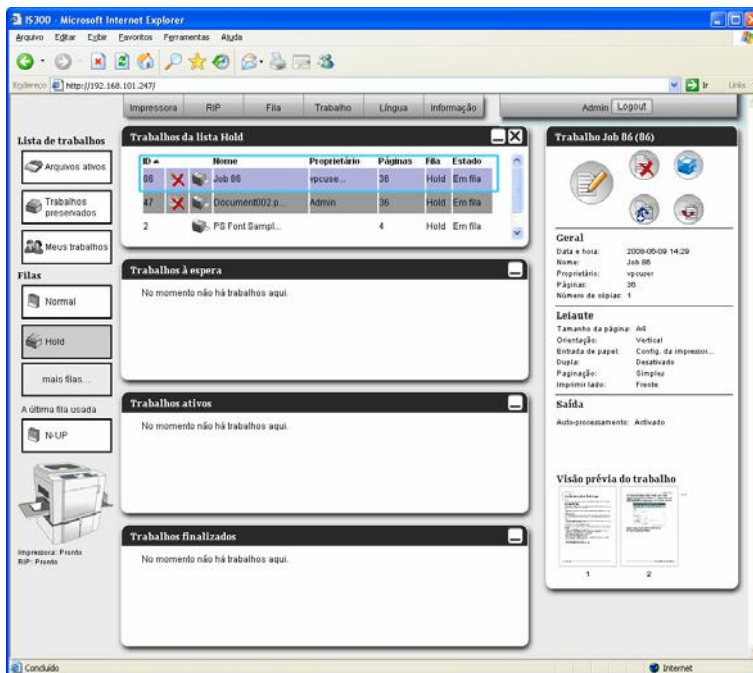 IS300 - Microsoft Internet Explorer
Arquivo Editar Exibir Favoritos Ferramentas Ajuda
Endereço http://192.168.101.247/ Ir Links
Impressora RIP Fila Trabalho Língua Informação Admin Logout
Lista de trabalhos
Arquivos ativos
Trabalhos preservados
Meus trabalhos
Filas
Normal
Hold
mais filas...
A última fila usada
N-UP
Impressora: Pronto
RIP: Pronto
Trabalhos da lista Hold
ID Nome Proprietário Páginas Fila Estado
86 Job 86 vpcuse... 36 Hold Em fila
47 Document002.p... Admin 36 Hold Em fila
2 PS Font Sampl... 4 Hold Em fila
Trabalhos à espera
No momento não há trabalhos aqui.
Trabalhos ativos
No momento não há trabalhos aqui.
Trabalhos finalizados
No momento não há trabalhos aqui.
Trabalho Job 86 (86)
Geral
Data e hora: 2008-06-09 14:29
Nome: Job 86
Proprietário: vpcuser
Páginas: 36
Número de cópias: 1
Leiaute
Tamanho da página: A4
Orientação: Vertical
Entrada de papel: Config. da impressor...
Dupla: Desativado
Paginação: Simples
Imprimir lado: Frente
Saída
Auto-processamento: Activado
Visão prévia do trabalho
1 2
Concluído Internet